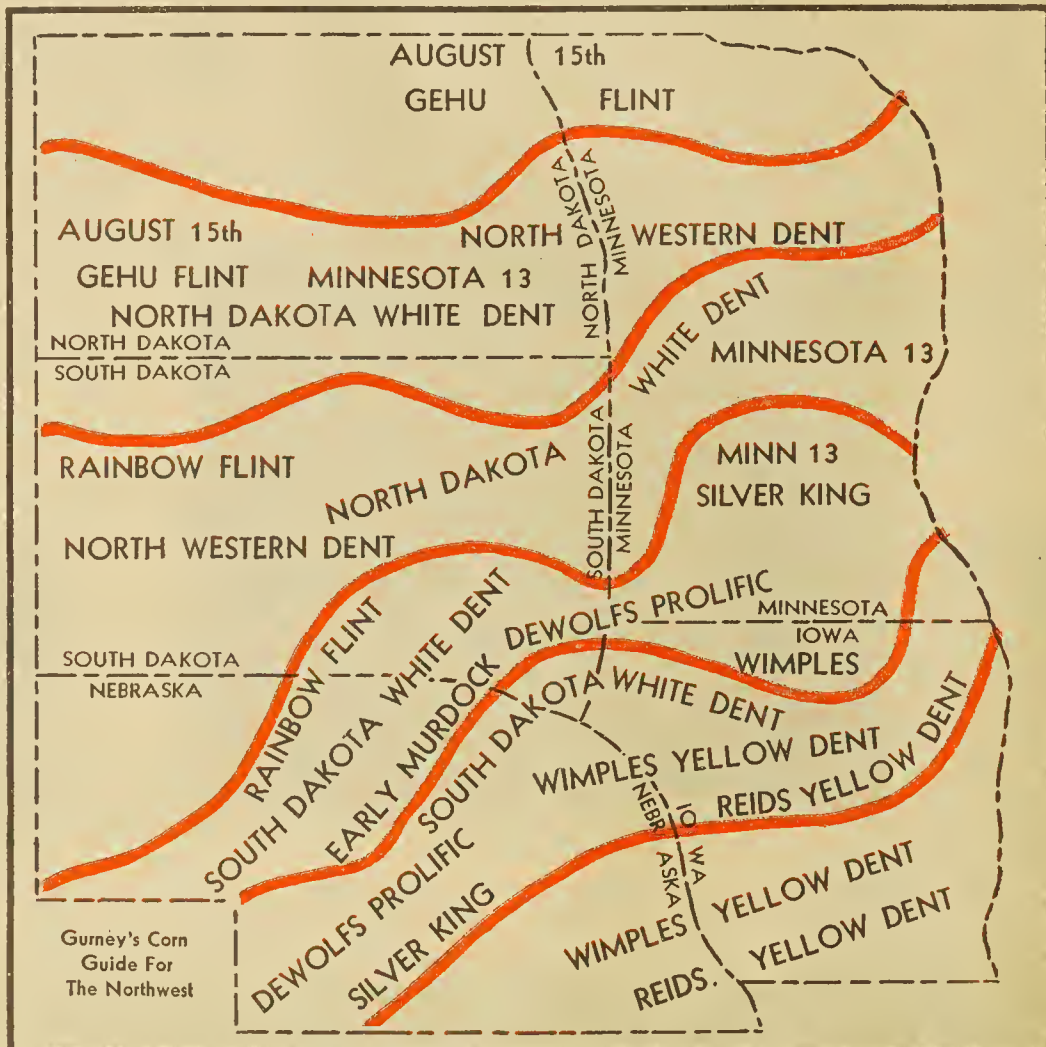 AUGUST 15th
GEHU FLINT
NORTH DAKOTA
MINNESOTA
AUGUST 15th
NORTH WESTERN DENT
GEHU FLINT MINNESOTA 13
NORTH DAKOTA WHITE DENT
NORTH DAKOTA
SOUTH DAKOTA
WHITE DENT
MINNESOTA 13
RAINBOW FLINT
NORTH DAKOTA
SOUTH DAKOTA
MINNESOTA
MINN 13
SILVER KING
NORTH WESTERN DENT
RAINBOW FLINT
SOUTH DAKOTA WHITE DENT
EARLY MURDOCK
DEWOLFS PROLIFIC
MINNESOTA
IOWA
WIMPLES
SOUTH DAKOTA
NEBRASKA
SOUTH DAKOTA WHITE DENT
WIMPLES YELLOW DENT
REIDS YELLOW DENT
NEBRASKA
IOWA
DEWOLFS PROLIFIC
SILVER KING
WIMPLES YELLOW DENT
REIDS. YELLOW DENT
Gurney's Corn
Guide For
The Northwest